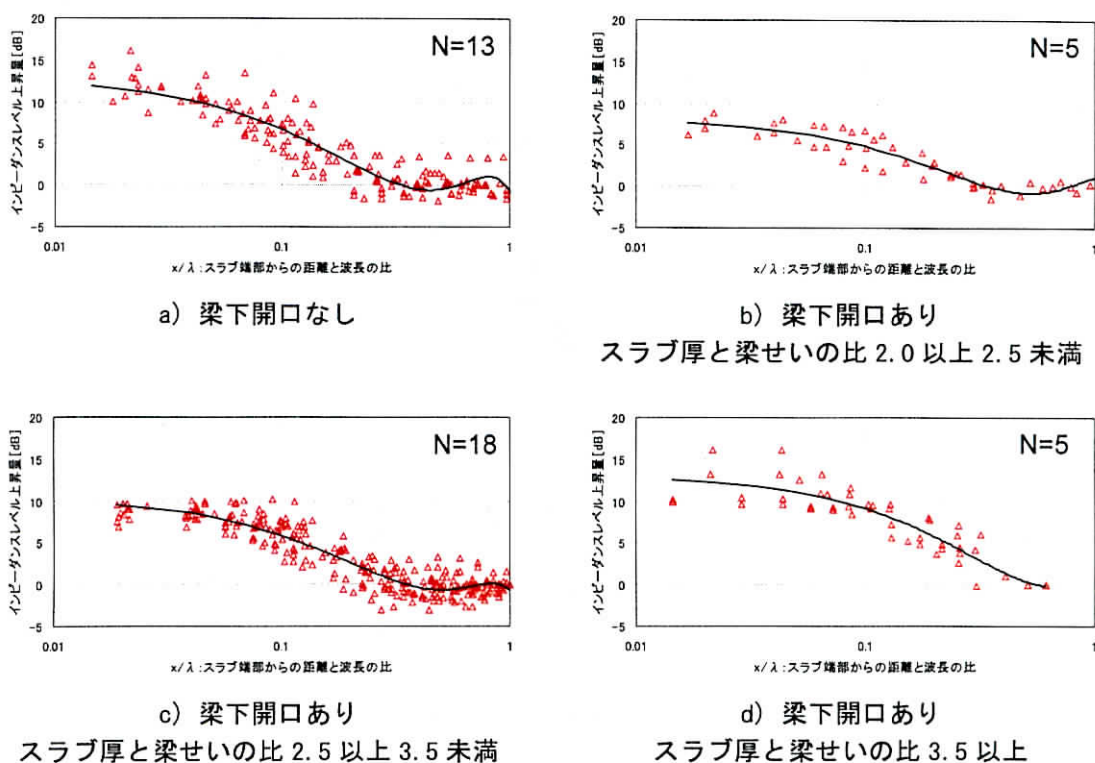 20
15
10
5
0
-5
インピーダンスレベル上昇量[dB]
N=13
0.01
0.1
1
x/λ:スラブ端部からの距離と波長の比
a) 梁下開口なし
20
15
10
5
0
-5
インピーダンスレベル上昇量[dB]
N=5
0.01
0.1
1
x/λ:スラブ端部からの距離と波長の比
b) 梁下開口あり
スラブ厚と梁せいの比 2.0 以上 2.5 未満
20
15
10
5
0
-5
インピーダンスレベル上昇量[dB]
N=18
0.01
0.1
1
x/λ:スラブ端部からの距離と波長の比
c) 梁下開口あり
スラブ厚と梁せいの比 2.5 以上 3.5 未満
20
15
10
5
0
-5
インピーダンスレベル上昇量[dB]
N=5
0.01
0.1
1
x/λ:スラブ端部からの距離と波長の比
d) 梁下開口あり
スラブ厚と梁せいの比 3.5 以上